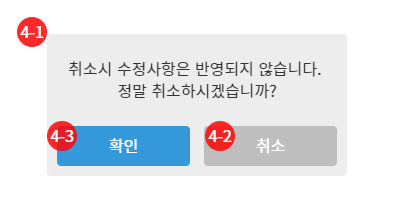 4-1
취소시 수정사항은 반영되지 않습니다.
정말 취소하시겠습니까?
4-3
확인
4-2
취소